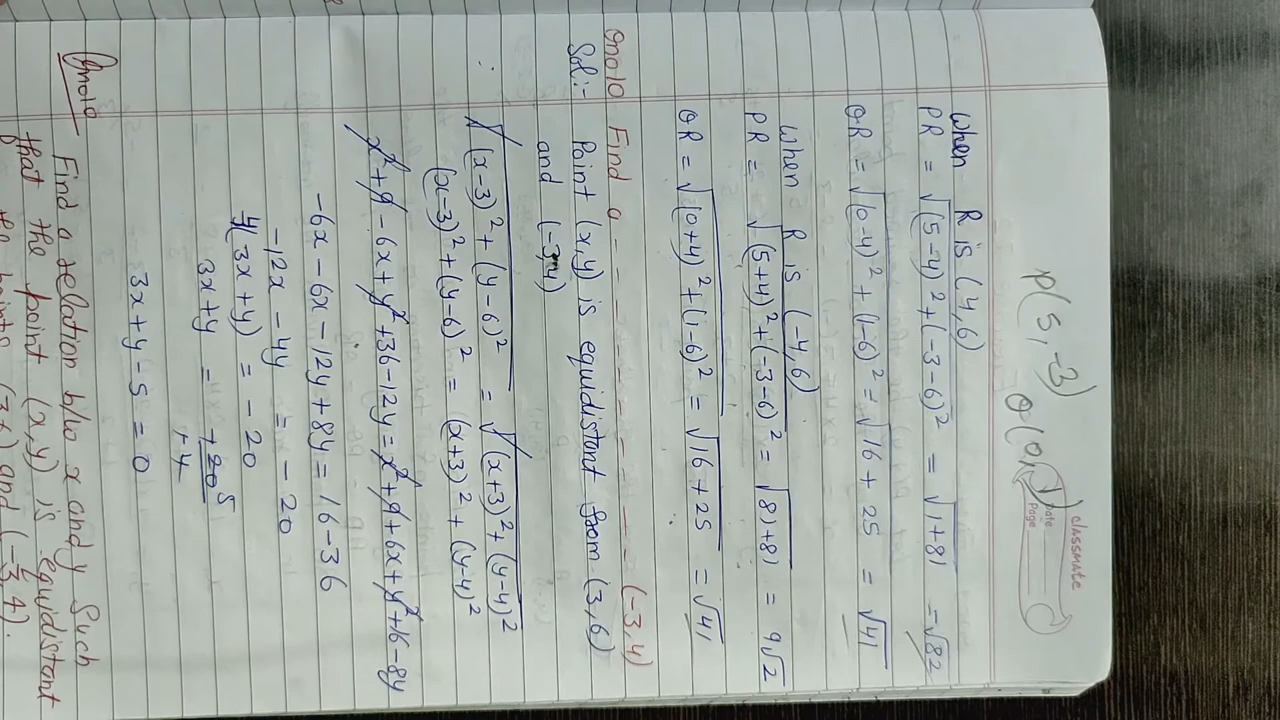 classmate
Date
Page
P(5,-3)
Q(0,1)
When R is (4,6)
PR = √(5-4)²+(-3-6)² = √1+81 = √82
QR = √(0-4)²+(1-6)² = √16+25 = √41
When R is (-4,6)
PR = √(5+4)²+(-3-6)² = √81+81 = 9√2
QR = √(0+4)²+(1-6)² = √16+25 = √41
Qno10 Find a - - - - - - - - - - (-3,4)
Sol:- Point (x,y) is equidistant from (3,6)
and (-3,4)
∴ √(x-3)²+(y-6)² = √(x+3)²+(y-4)²
(x-3)²+(y-6)² = (x+3)²+(y-4)²
x²+9-6x+y²+36-12y=x²+9+6x+y²+16-8y
-6x-6x-12y+8y=16-36
-12x-4y = -20
4(3x+y) = -20
3x+y = +20 5
+4
3x+y-5=0
Qno10 Find a relation b/w x and y Such
that the point (x,y) is equidistant
and (-3,4).